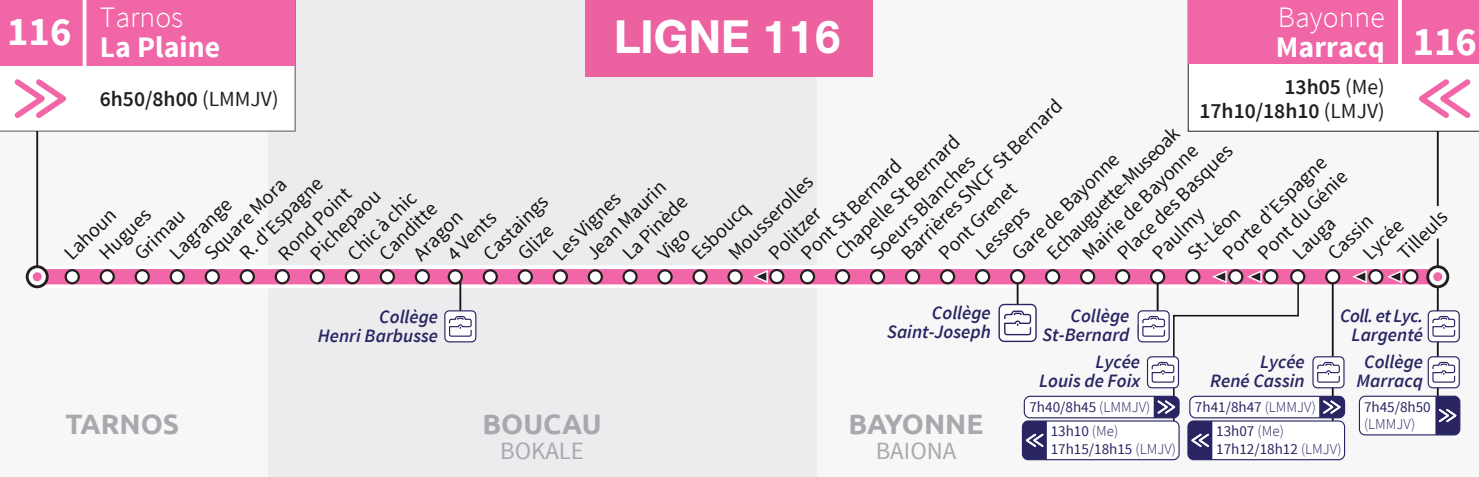 116
Tarnos
La Plaine
6h50/8h00 (LMMJV)
LIGNE 116
Bayonne
Marracq
116
13h05 (Me)
17h10/18h10 (LMJV)
Lahoun
Hugues
Grimau
Lagrange
Square Mora
R. d'Espagne
Rond Point
Pichepaou
Chic à chic
Canditte
Aragon
4 Vents
Castaings
Glize
Les Vignes
Jean Maurin
La Pinède
Vigo
Esboucq
Mousserolles
Politzer
Pont St Bernard
Chapelle St Bernard
Soeurs Blanches
Barrières SNCF St Bernard
Pont Grenet
Lesseps
Gare de Bayonne
Echauguette-Museoak
Mairie de Bayonne
Place des Basques
Paulmy
St-Léon
Porte d'Espagne
Pont du Génie
Lauga
Cassin
Lycée
Tilleuls
Collège
Henri Barbusse
Collège
Saint-Joseph
Collège
St-Bernard
Coll. et Lyc.
Largenté
Lycée
Louis de Foix
Lycée
René Cassin
Collège
Marracq
7h40/8h45 (LMMJV)
13h10 (Me)
17h15/18h15 (LMJV)
7h41/8h47 (LMMJV)
13h07 (Me)
17h12/18h12 (LMJV)
7h45/8h50
(LMMJV)
TARNOS
BOUCAU
BOKALE
BAYONNE
BAIONA